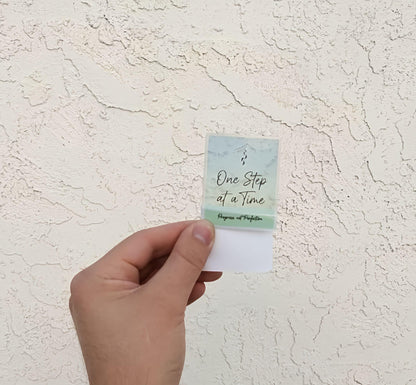 One Step
at a Time
Progress not Perfection